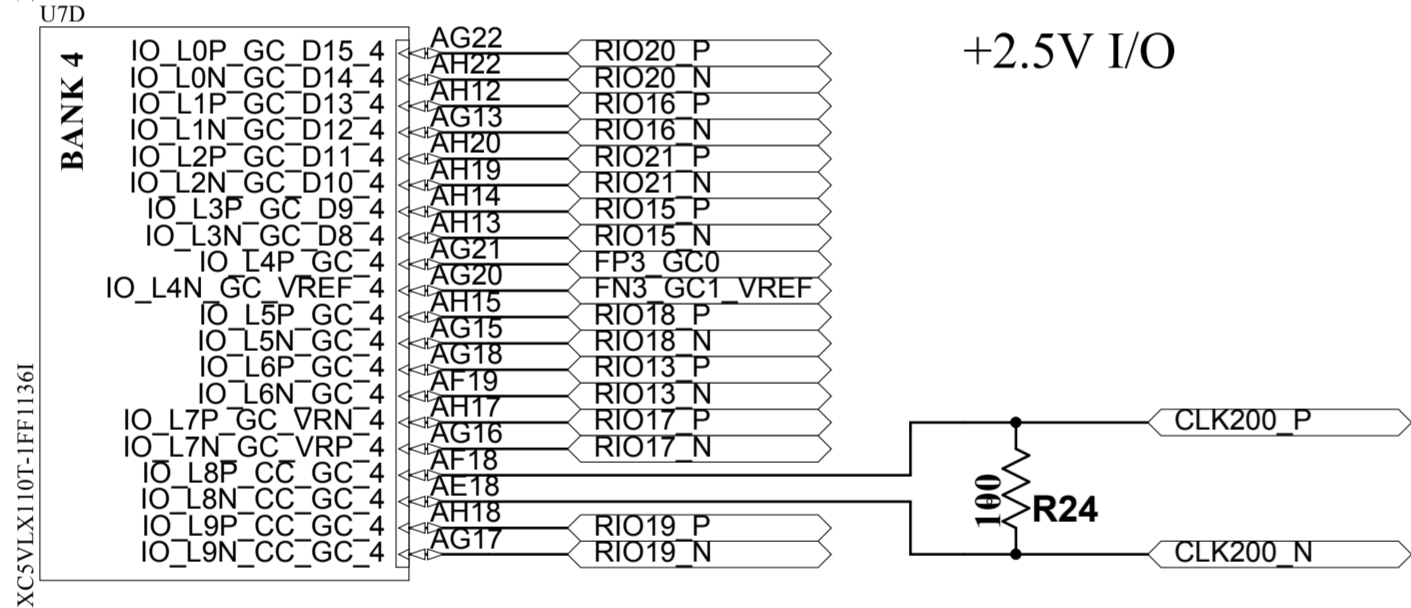 U7D
BANK 4
+2.5V I/O
IO_L0P_GC_D15_4 AG22 RIO20_P
IO_L0N_GC_D14_4 AH22 RIO20_N
IO_L1P_GC_D13_4 AH12 RIO16_P
IO_L1N_GC_D12_4 AG13 RIO16_N
IO_L2P_GC_D11_4 AH20 RIO21_P
IO_L2N_GC_D10_4 AH19 RIO21_N
IO_L3P_GC_D9_4 AH14 RIO15_P
IO_L3N_GC_D8_4 AH13 RIO15_N
IO_L4P_GC_4 AG21 FP3_GC0
IO_L4N_GC_VREF_4 AG20 FN3_GC1_VREF
IO_L5P_GC_4 AH15 RIO18_P
IO_L5N_GC_4 AG15 RIO18_N
IO_L6P_GC_4 AG18 RIO13_P
IO_L6N_GC_4 AF19 RIO13_N
IO_L7P_GC_VRN_4 AH17 RIO17_P
IO_L7N_GC_VRP_4 AG16 RIO17_N
IO_L8P_CC_GC_4 AF18 CLK200_P
IO_L8N_CC_GC_4 AE18 CLK200_N
IO_L9P_CC_GC_4 AH18 RIO19_P
IO_L9N_CC_GC_4 AG17 RIO19_N
100
R24
XC5VLX110T-1FF1136I